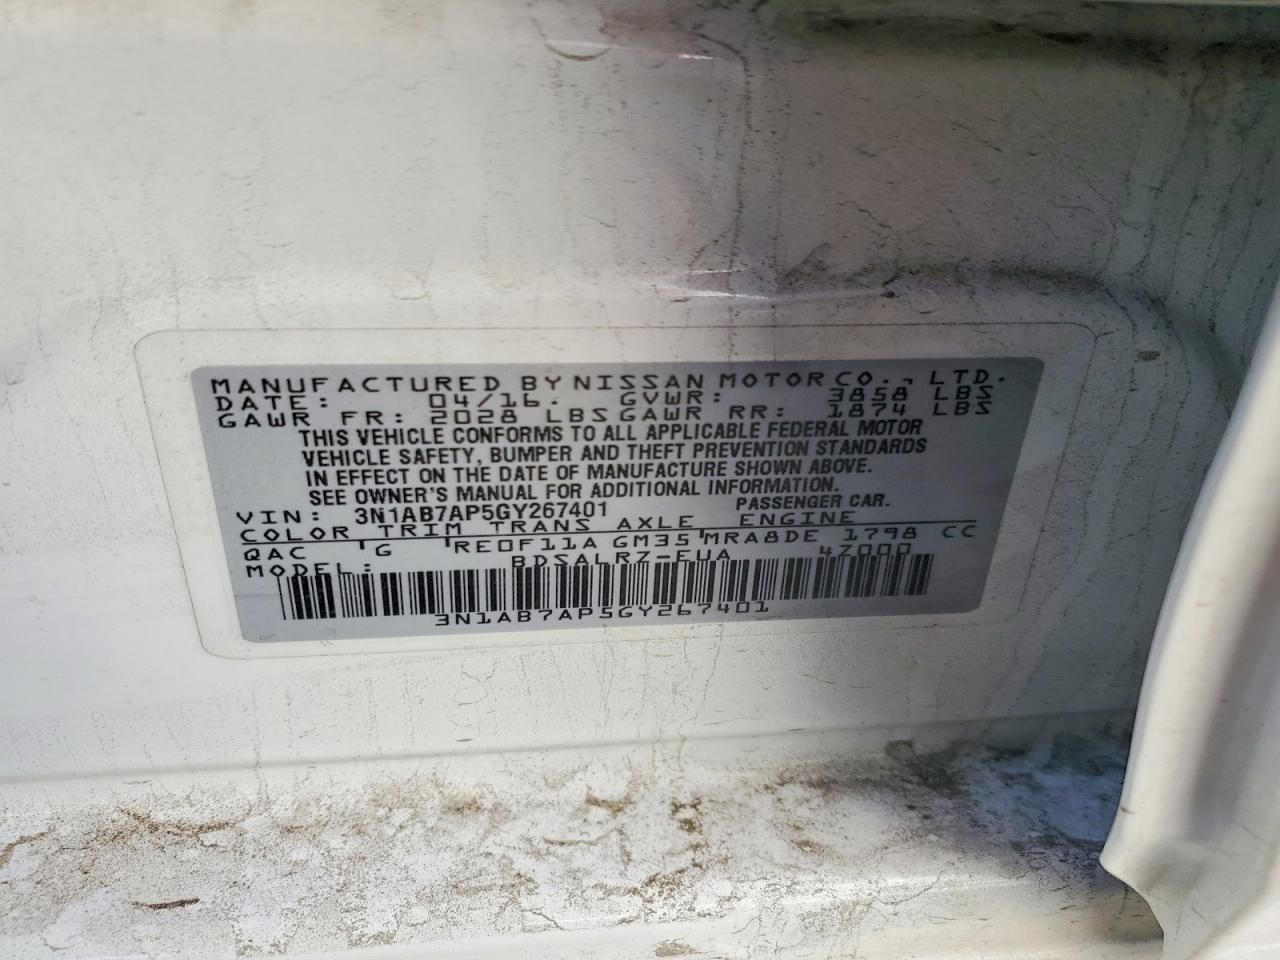 MANUFACTURED BY NISSAN MOTOR CO., LTD.
DATE: 04/16. GVWR: 3858 LBS
GAWR FR: 2028 LBS GAWR RR: 1874 LBS
THIS VEHICLE CONFORMS TO ALL APPLICABLE FEDERAL MOTOR
VEHICLE SAFETY, BUMPER AND THEFT PREVENTION STANDARDS
IN EFFECT ON THE DATE OF MANUFACTURE SHOWN ABOVE.
SEE OWNER'S MANUAL FOR ADDITIONAL INFORMATION.
VIN: 3N1AB7AP5GY267401 PASSENGER CAR.
COLOR TRIM TRANS AXLE ENGINE
QAC G RE0F11A GM35 MRA8DE 1798 CC
MODEL: BDSALRZ-EUA 47000
3N1AB7AP5GY267401